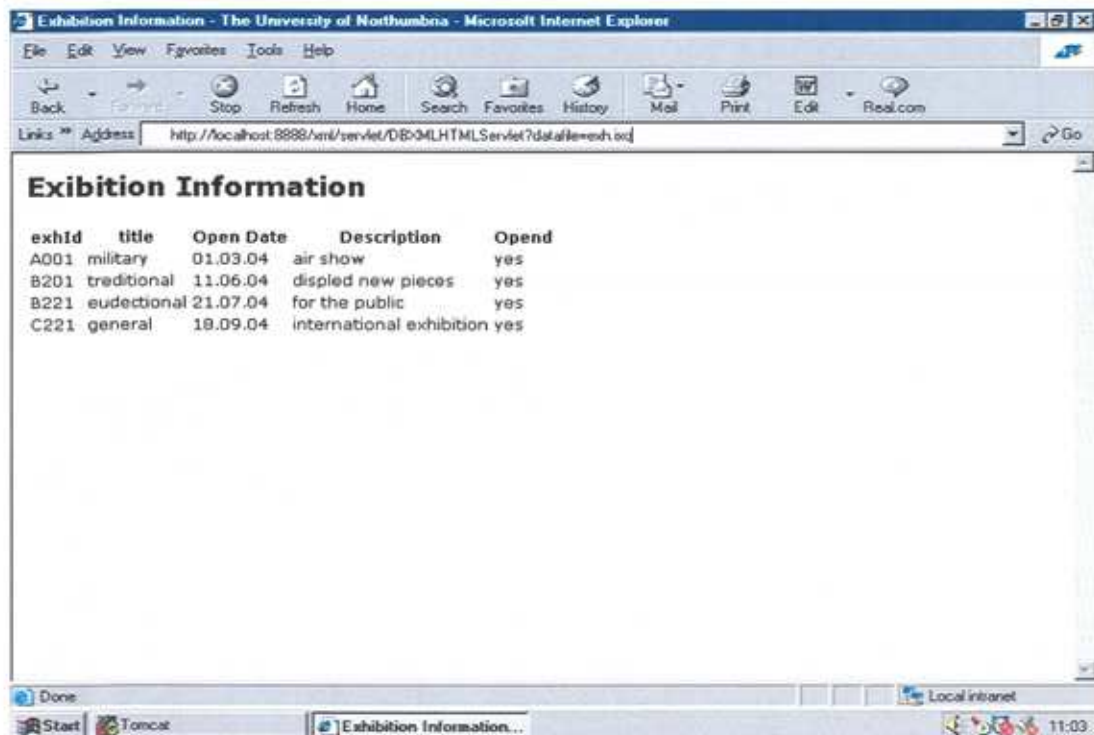 Exhibition Information - The University of Northumbria - Microsoft Internet Explorer
File Edit View Favorites Tools Help
Back Forward Stop Refresh Home Search Favorites History Mail Print Edit Real.com
Links » Address http://localhost:8888/xml/servlet/DBXMLHTMLServlet?datafile=exh.ixq Go
Exibition Information
exhId title Open Date Description Opend
A001 military 01.03.04 air show yes
B201 treditional 11.06.04 displed new pieces yes
B221 eudectional 21.07.04 for the public yes
C221 general 18.09.04 international exhibition yes
Done Local intranet
Start Tomcat Exhibition Information... 11:03